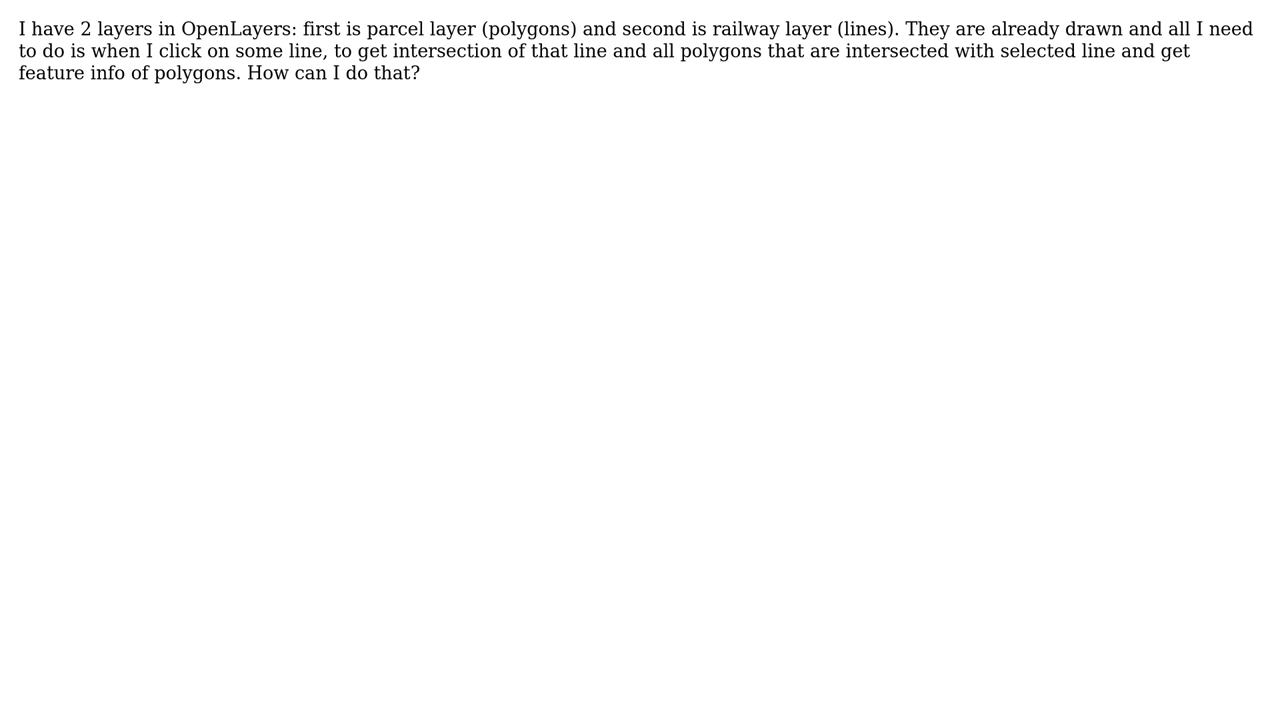 I have 2 layers in OpenLayers: first is parcel layer (polygons) and second is railway layer (lines). They are already drawn and all I need
to do is when I click on some line, to get intersection of that line and all polygons that are intersected with selected line and get
feature info of polygons. How can I do that?